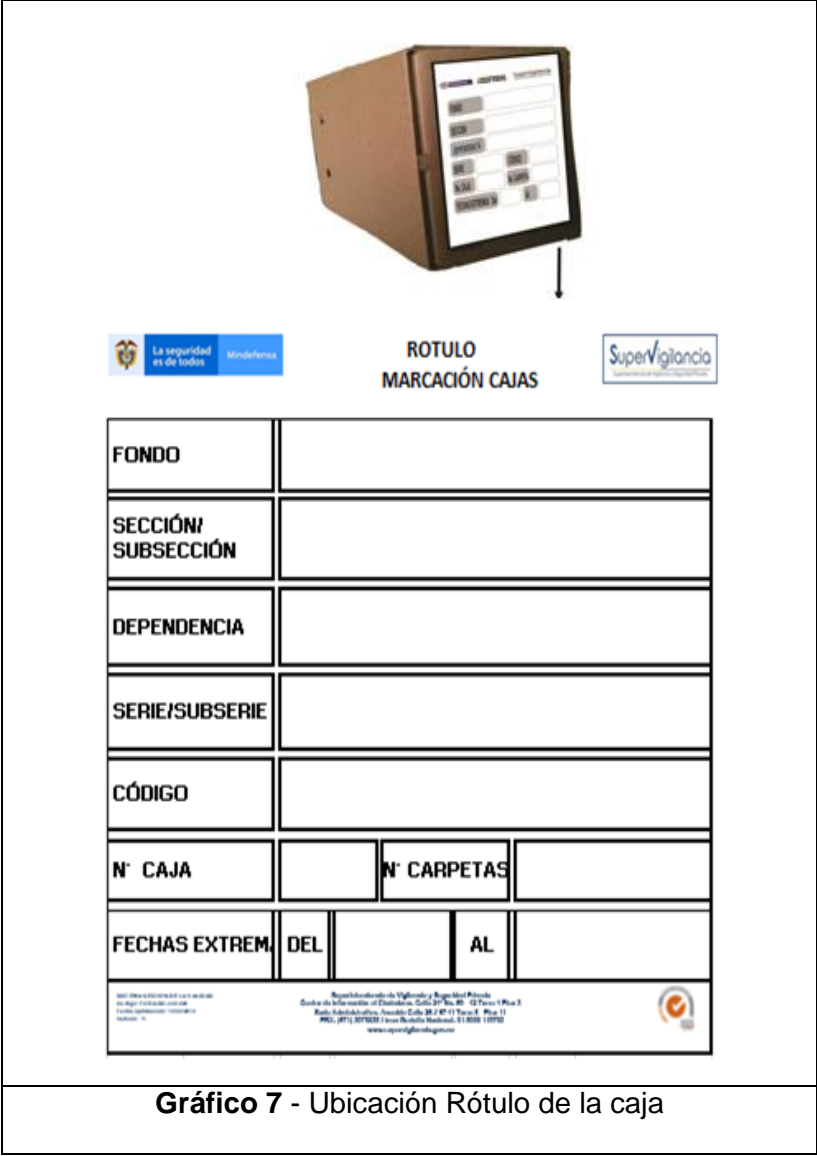 La seguridad
es de todos
Mindefensa
ROTULO
MARCACIÓN CAJAS
SuperVigilancia
FONDO
SECCIÓN/
SUBSECCIÓN
DEPENDENCIA
SERIE/SUBSERIE
CÓDIGO
N° CAJA
N° CARPETAS
FECHAS EXTREM
DEL
AL
Superintendencia de Vigilancia y Seguridad Privada
www.supervigilancia.gov.co
Gráfico 7 - Ubicación Rótulo de la caja